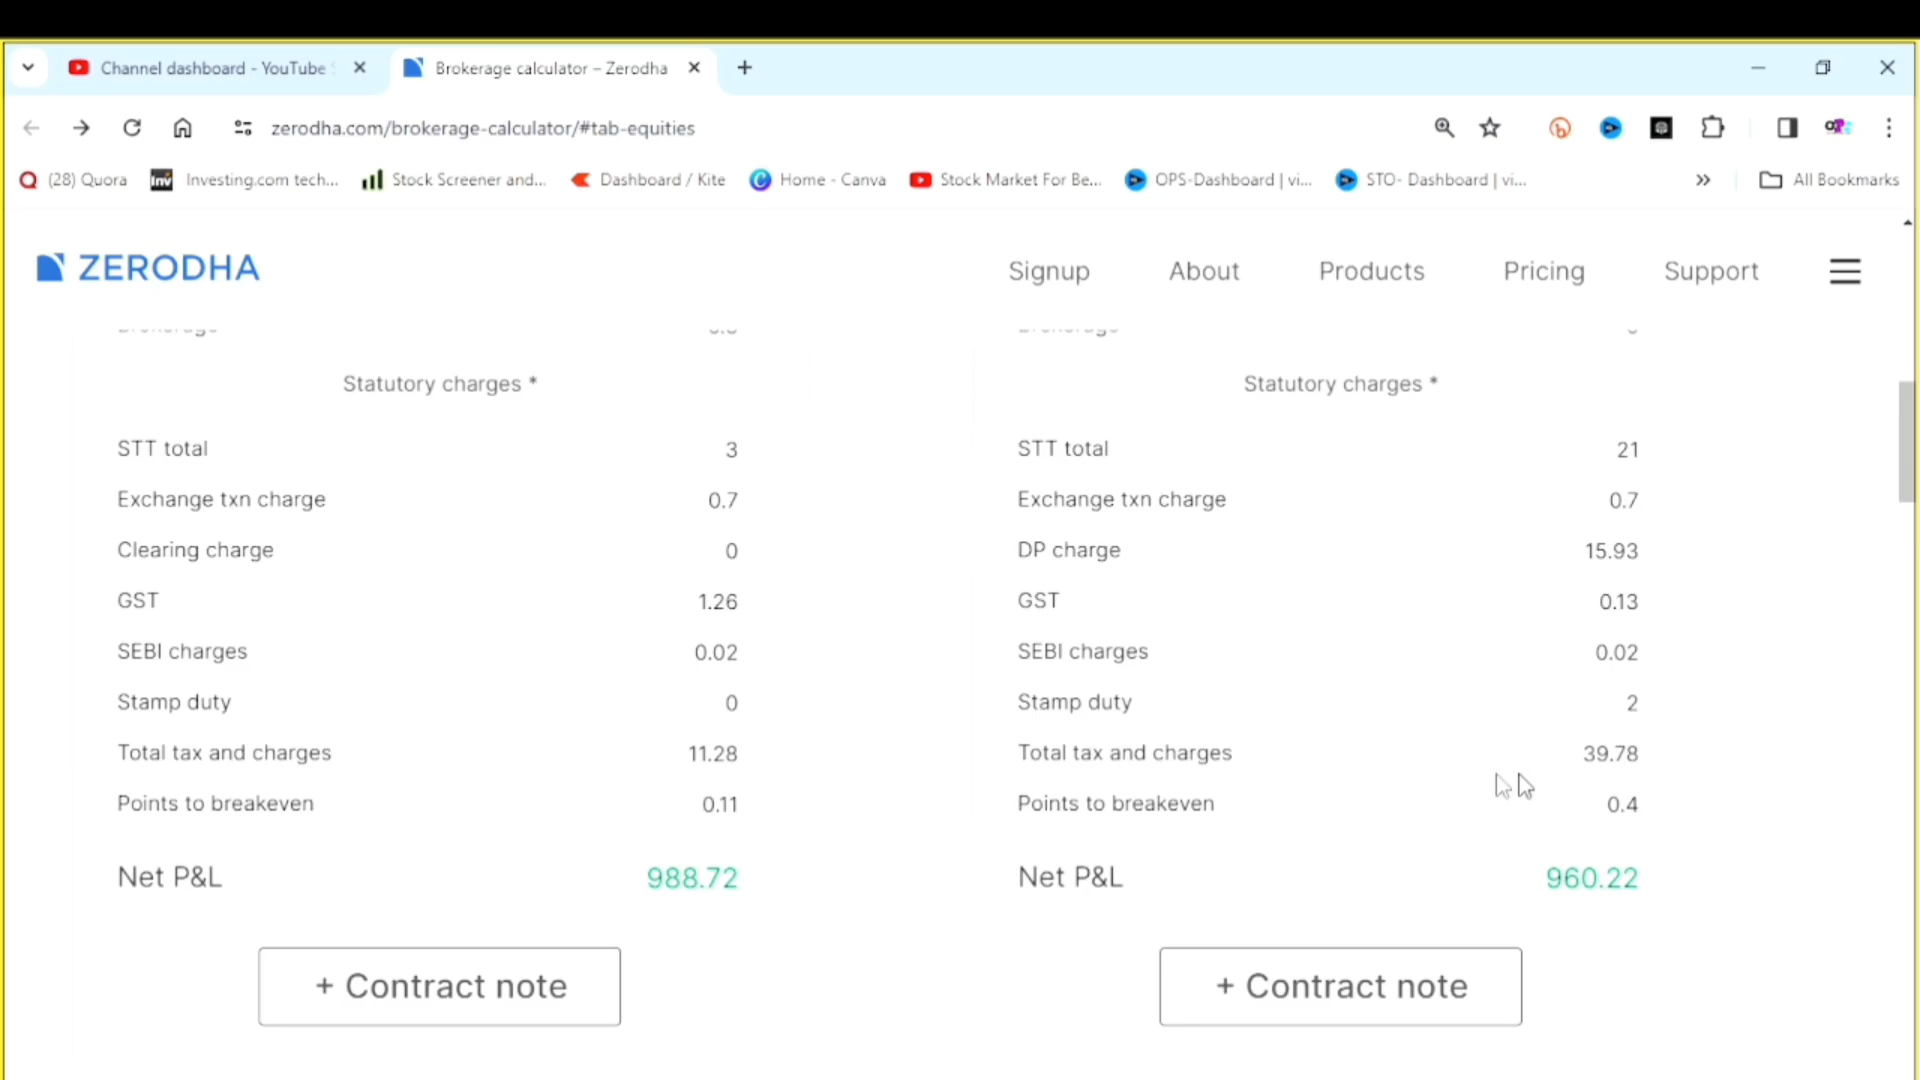 Channel dashboard - YouTube
Brokerage calculator – Zerodha
zerodha.com/brokerage-calculator/#tab-equities
(28) Quora
Inv Investing.com tech...
Stock Screener and...
Dashboard / Kite
Home - Canva
Stock Market For Be...
OPS-Dashboard | vi...
STO- Dashboard | vi...
All Bookmarks
ZERODHA
Signup About Products Pricing Support
Statutory charges *
STT total 3
Exchange txn charge 0.7
Clearing charge 0
GST 1.26
SEBI charges 0.02
Stamp duty 0
Total tax and charges 11.28
Points to breakeven 0.11
Net P&L 988.72
+ Contract note
Statutory charges *
STT total 21
Exchange txn charge 0.7
DP charge 15.93
GST 0.13
SEBI charges 0.02
Stamp duty 2
Total tax and charges 39.78
Points to breakeven 0.4
Net P&L 960.22
+ Contract note